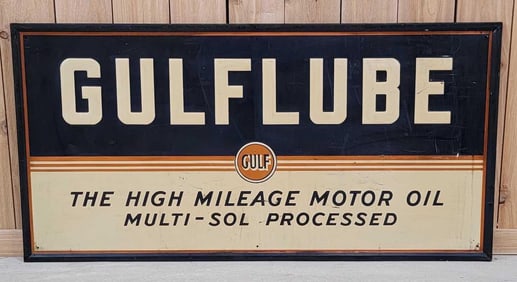 GULFLUBE
GULF
THE HIGH MILEAGE MOTOR OIL
MULTI-SOL PROCESSED